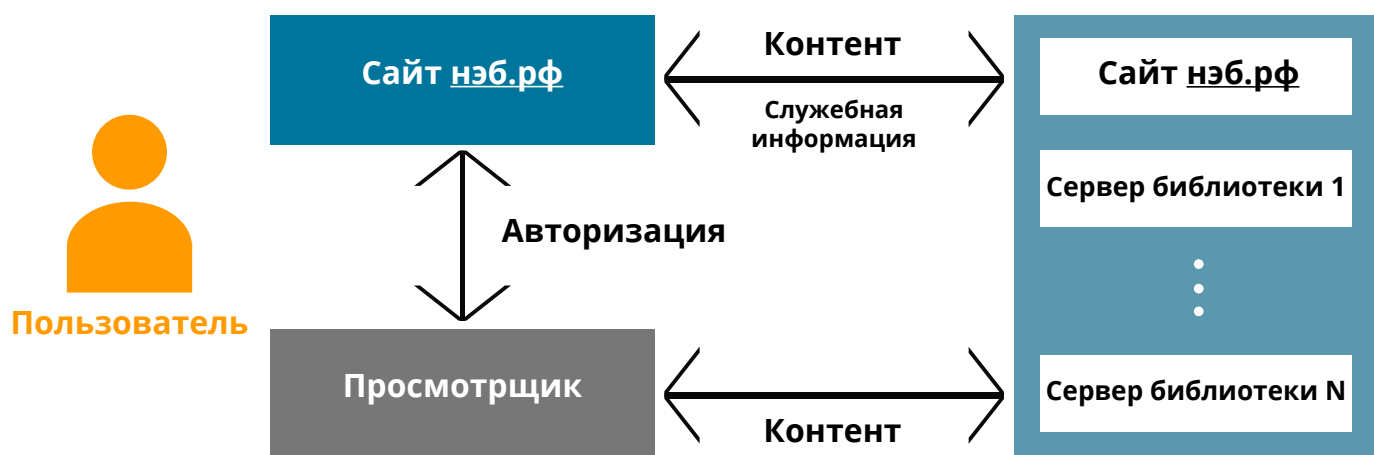 Сайт нэб.рф
Контент
Служебная
информация
Сайт нэб.рф
Сервер библиотеки 1
Авторизация
Пользователь
Просмотрщик
Контент
Сервер библиотеки N